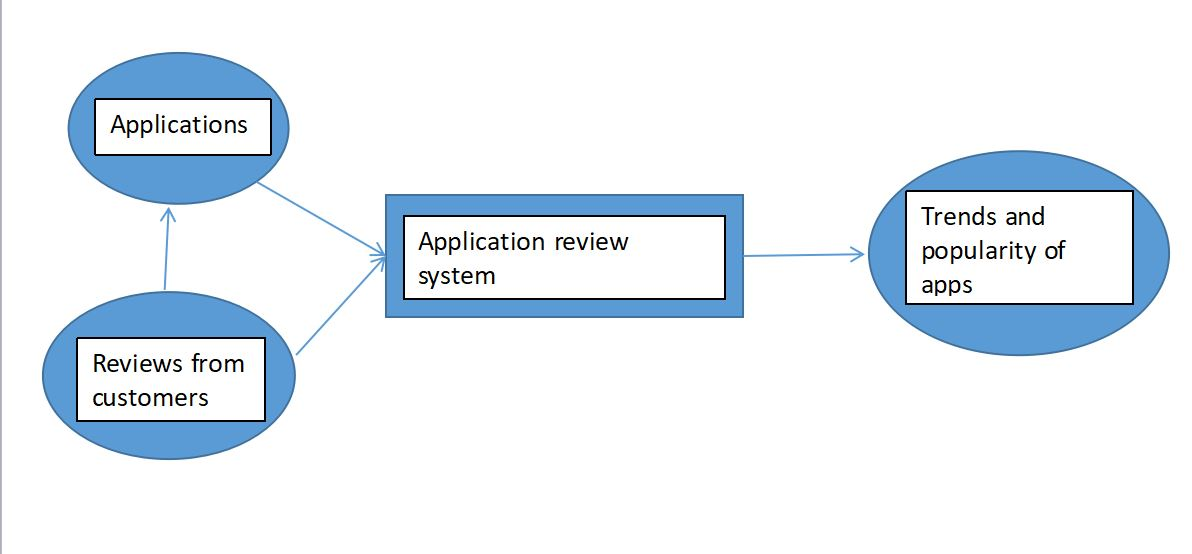 Applications
Application review
system
Trends and
popularity of
apps
Reviews from
customers